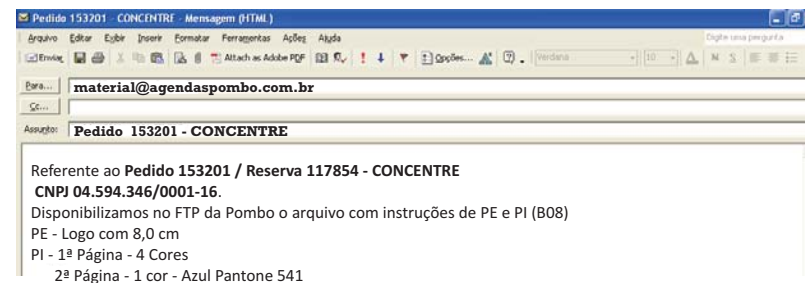 Pedido 153201 - CONCENTRE - Mensagem (HTML)
Arquivo Editar Exibir Inserir Formatar Ferramentas Ações Ajuda Digite uma pergunta
Enviar Attach as Adobe PDF Opções... Verdana 10 N S
Para... material@agendaspombo.com.br
Cc...
Assunto: Pedido 153201 - CONCENTRE
Referente ao Pedido 153201 / Reserva 117854 - CONCENTRE
CNPJ 04.594.346/0001-16.
Disponibilizamos no FTP da Pombo o arquivo com instruções de PE e PI (B08)
PE - Logo com 8,0 cm
PI - 1ª Página - 4 Cores
2ª Página - 1 cor - Azul Pantone 541